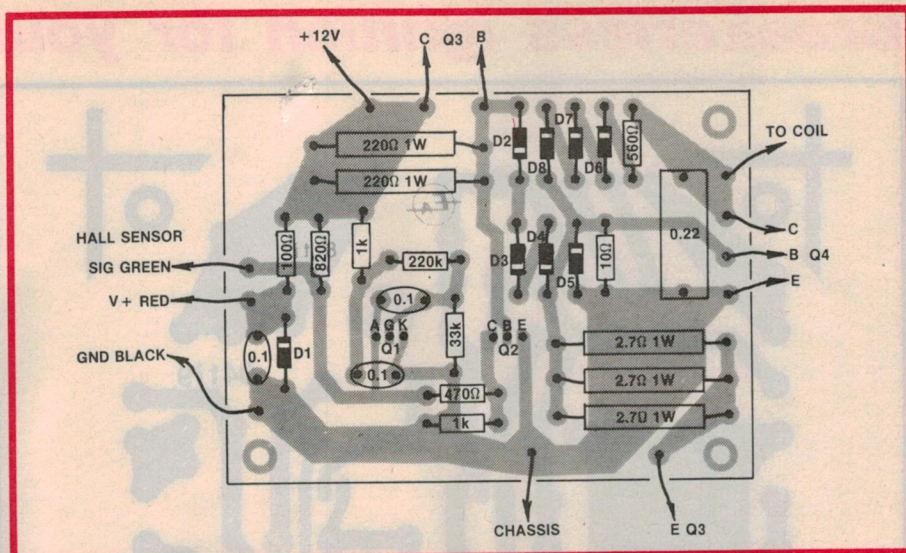 +12V
C Q3 B
D7
D2
D8
D6
560Ω
220Ω 1W
220Ω 1W
TO COIL
0.22
C
B Q4
E
HALL SENSOR
SIG GREEN
V+ RED
GND BLACK
100Ω
820Ω
1k
220k
0.1
33k
A G K
Q1
0.1
0.1
D1
D3
D4
D5
10Ω
C B E
Q2
470Ω
1k
2.7Ω 1W
2.7Ω 1W
2.7Ω 1W
CHASSIS
E Q3